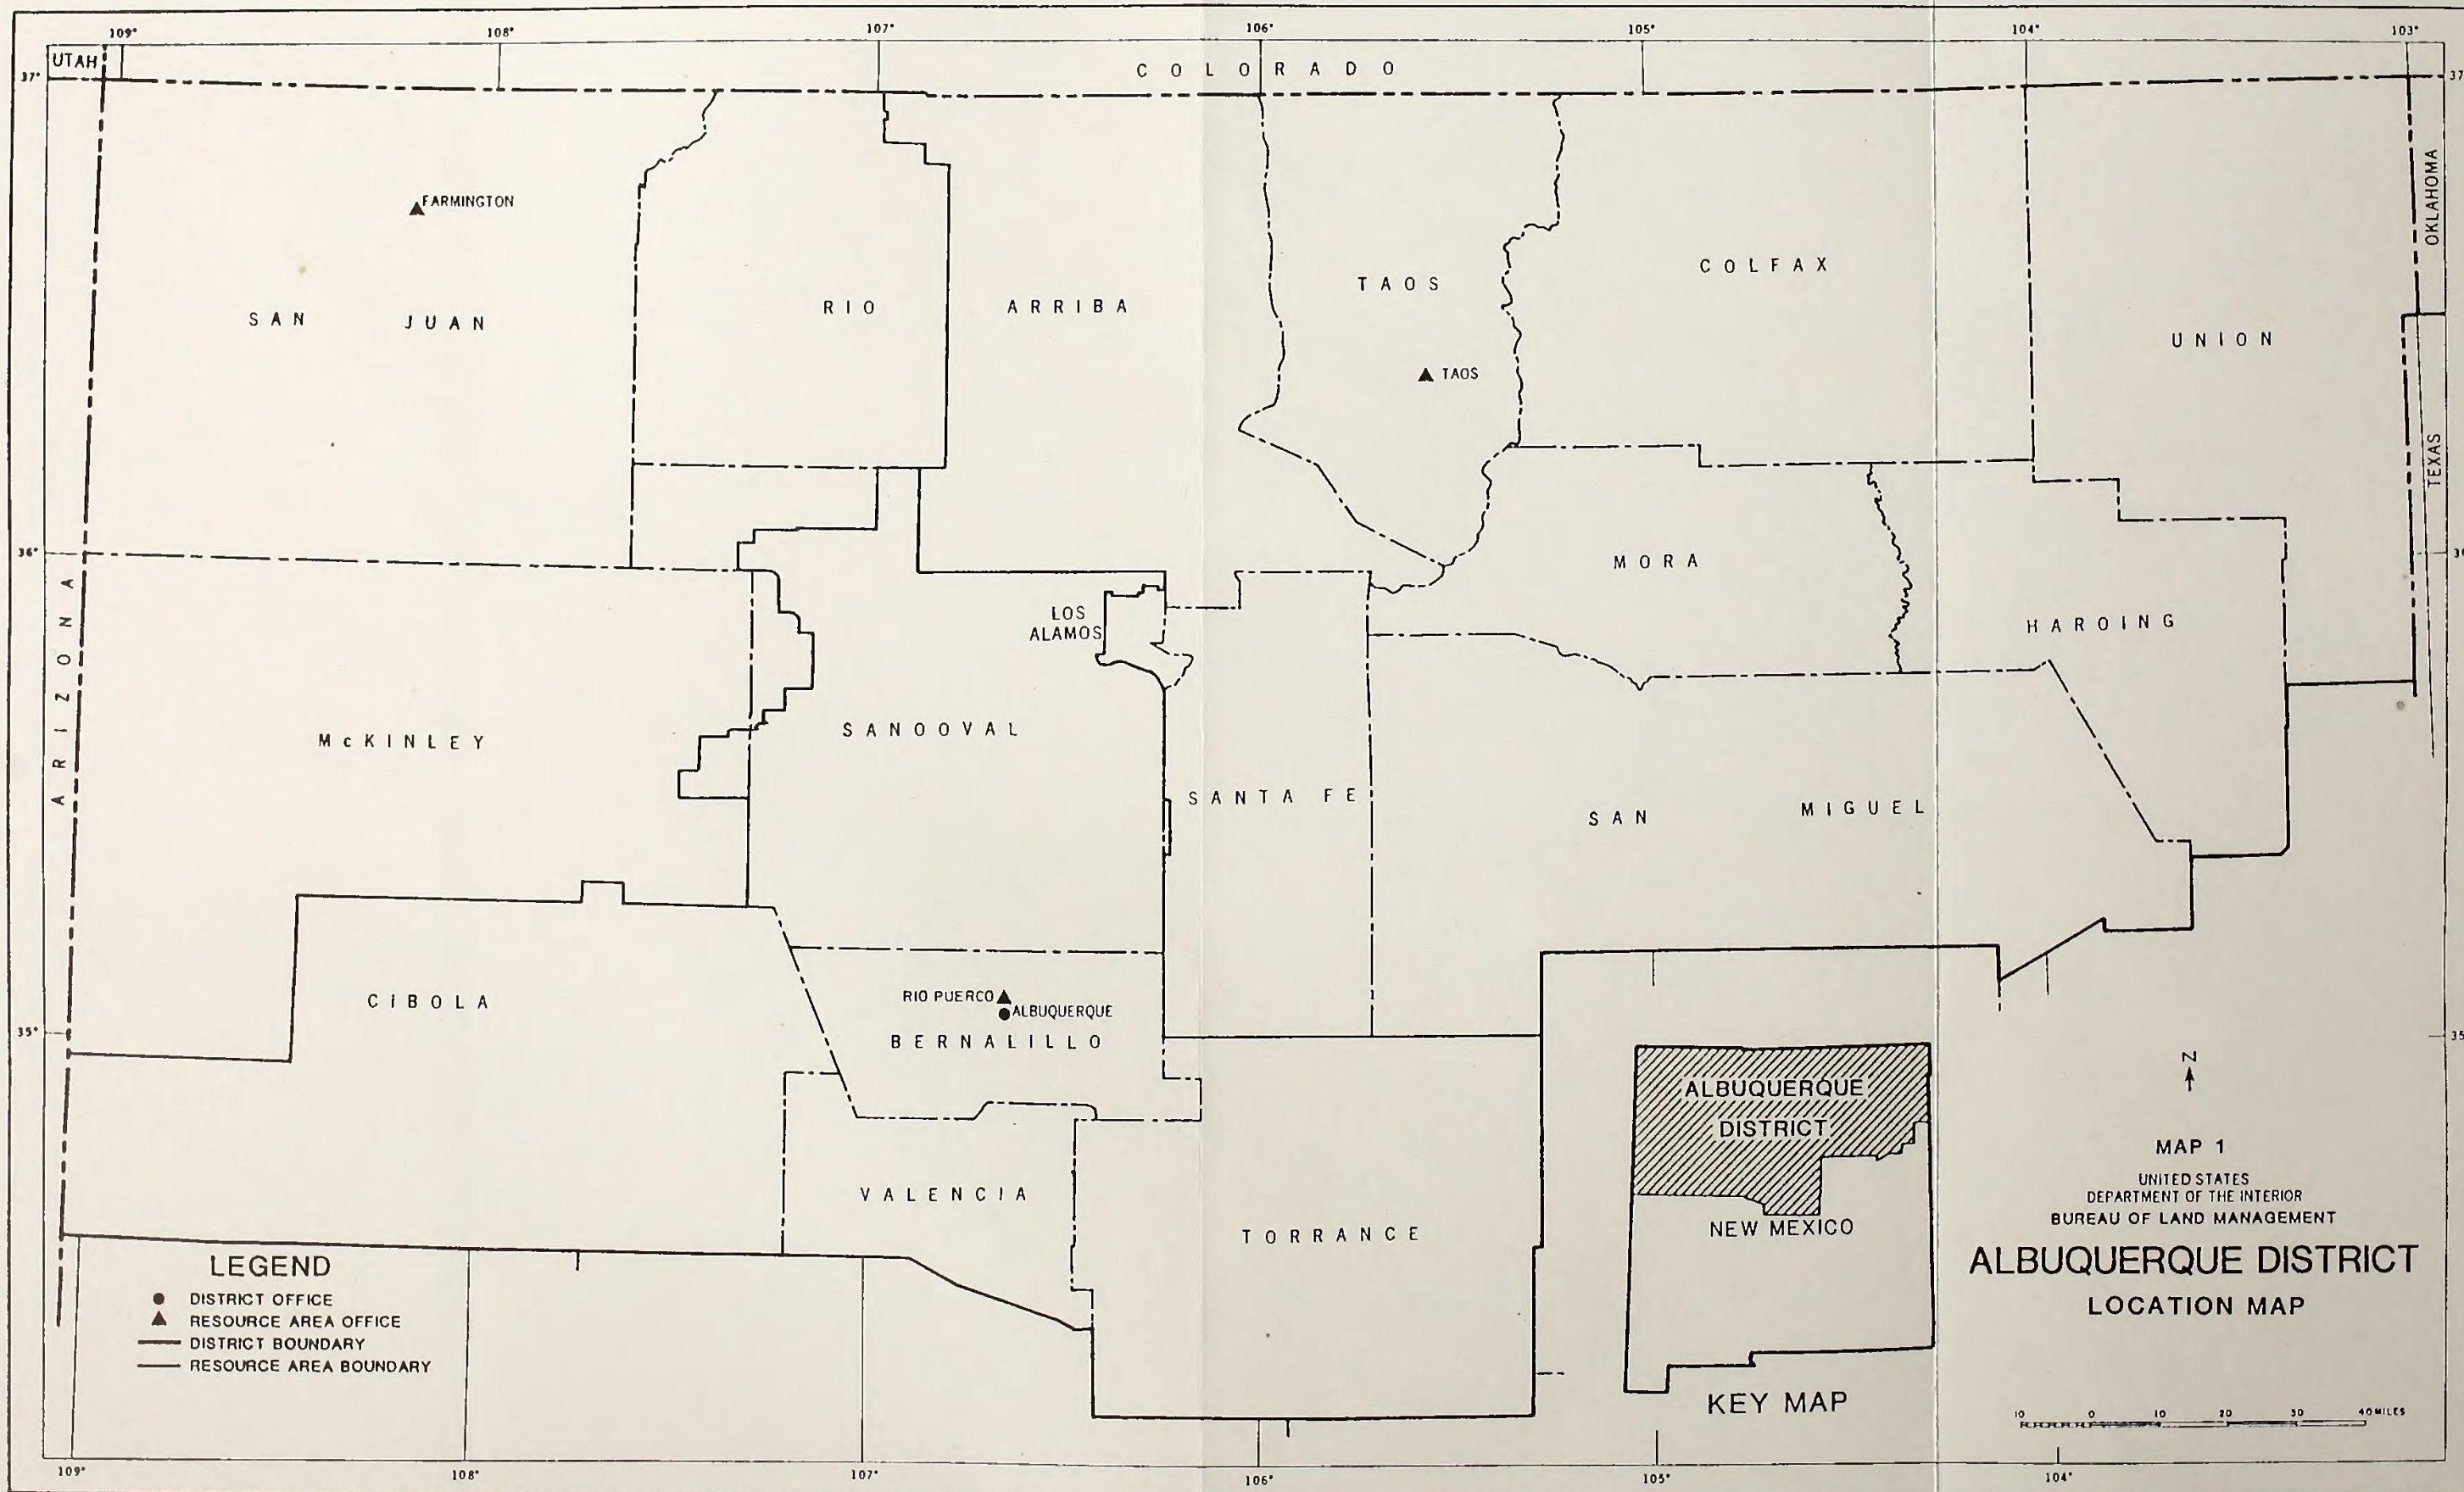 109°
108°
107°
106°
105°
104°
103°
UTAH
COLORADO
37°
37
OKLAHOMA
FARMINGTON
TAOS
COLFAX
RIO ARRIBA
SAN JUAN
UNION
TAOS
TEXAS
36°
MORA
ARIZONA
LOS
ALAMOS
HAROING
SANOOVAL
McKINLEY
SANTA FE
SAN MIGUEL
CIBOLA
RIO PUERCO
ALBUQUERQUE
BERNALILLO
35°
35
VALENCIA
TORRANCE
ALBUQUERQUE
DISTRICT
NEW MEXICO
KEY MAP
N
MAP 1
UNITED STATES
DEPARTMENT OF THE INTERIOR
BUREAU OF LAND MANAGEMENT
ALBUQUERQUE DISTRICT
LOCATION MAP
LEGEND
DISTRICT OFFICE
RESOURCE AREA OFFICE
DISTRICT BOUNDARY
RESOURCE AREA BOUNDARY
10 0 10 20 30 40 MILES
109°
108°
107°
106°
105°
104°